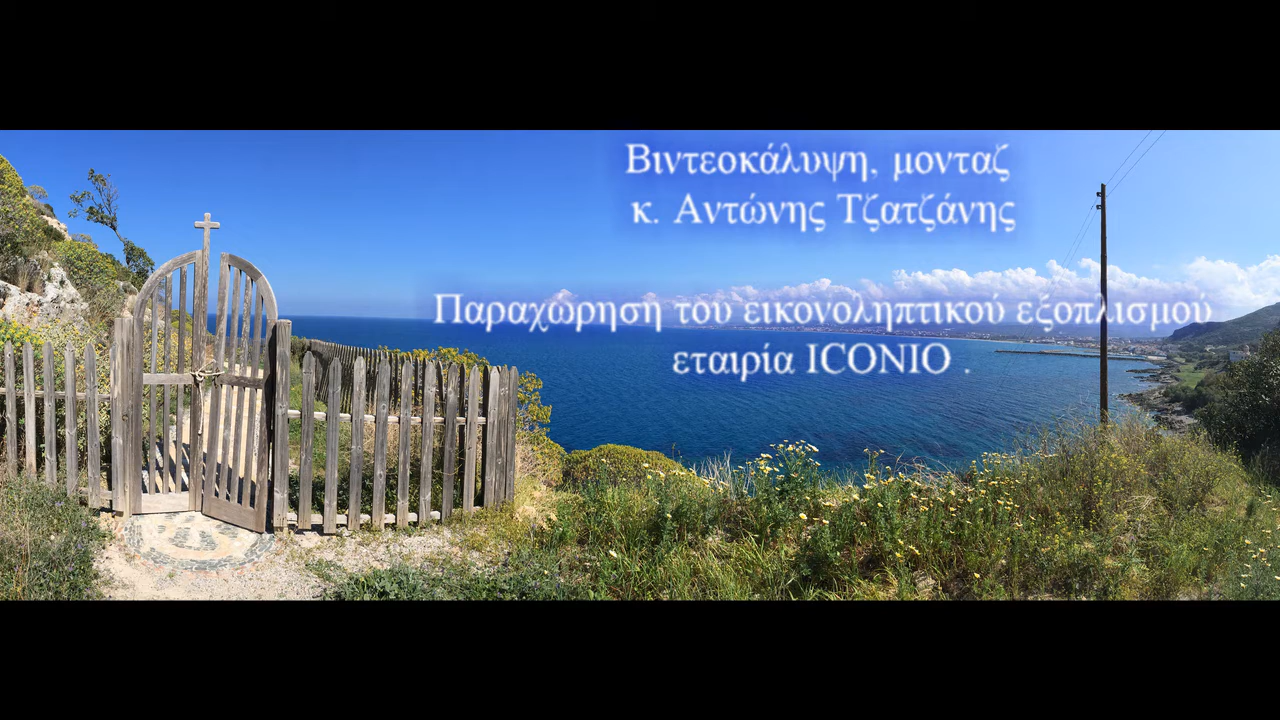 Βιντεοκάλυψη, μονταζ
κ. Αντώνης Τζατζάνης
Παραχώρηση του εικονοληπτικού εξοπλισμού
εταιρία ICONIO .